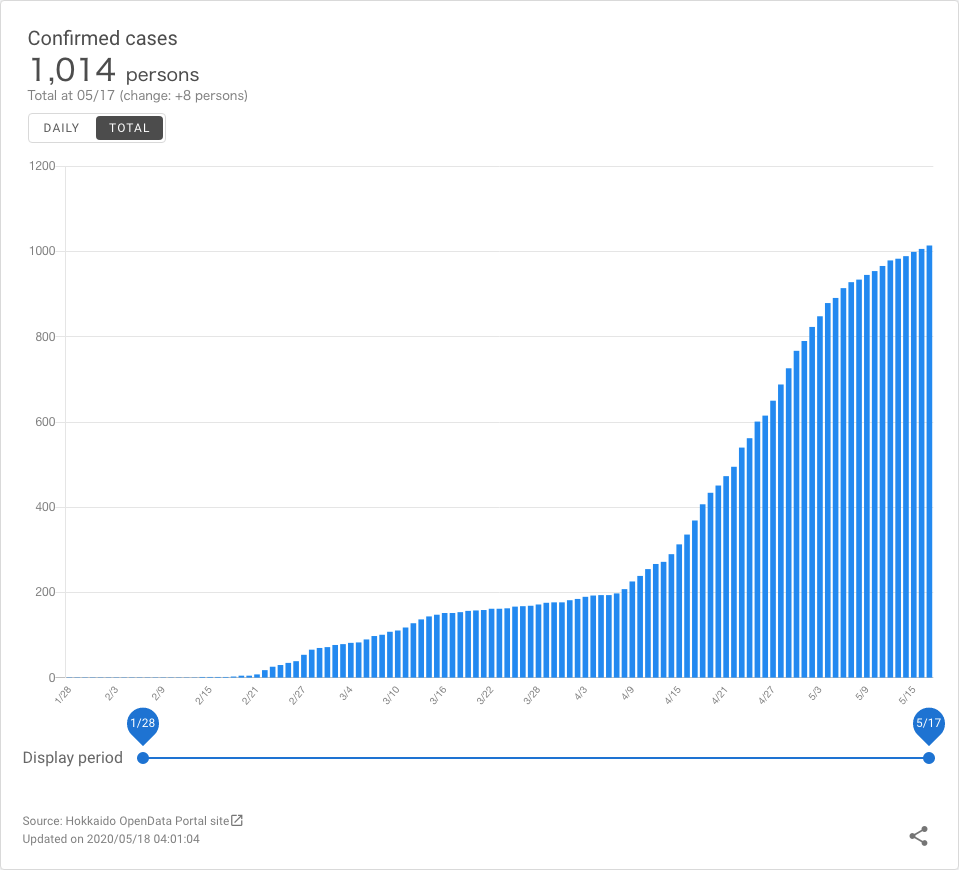 Confirmed cases
1,014 persons
Total at 05/17 (change: +8 persons)
DAILY TOTAL
1200
1000
800
600
400
200
0
1/28 2/3 2/9 2/15 2/21 2/27 3/4 3/10 3/16 3/22 3/28 4/3 4/9 4/15 4/21 4/27 5/3 5/9 5/15
1/28 5/17
Display period
Source: Hokkaido OpenData Portal site
Updated on 2020/05/18 04:01:04